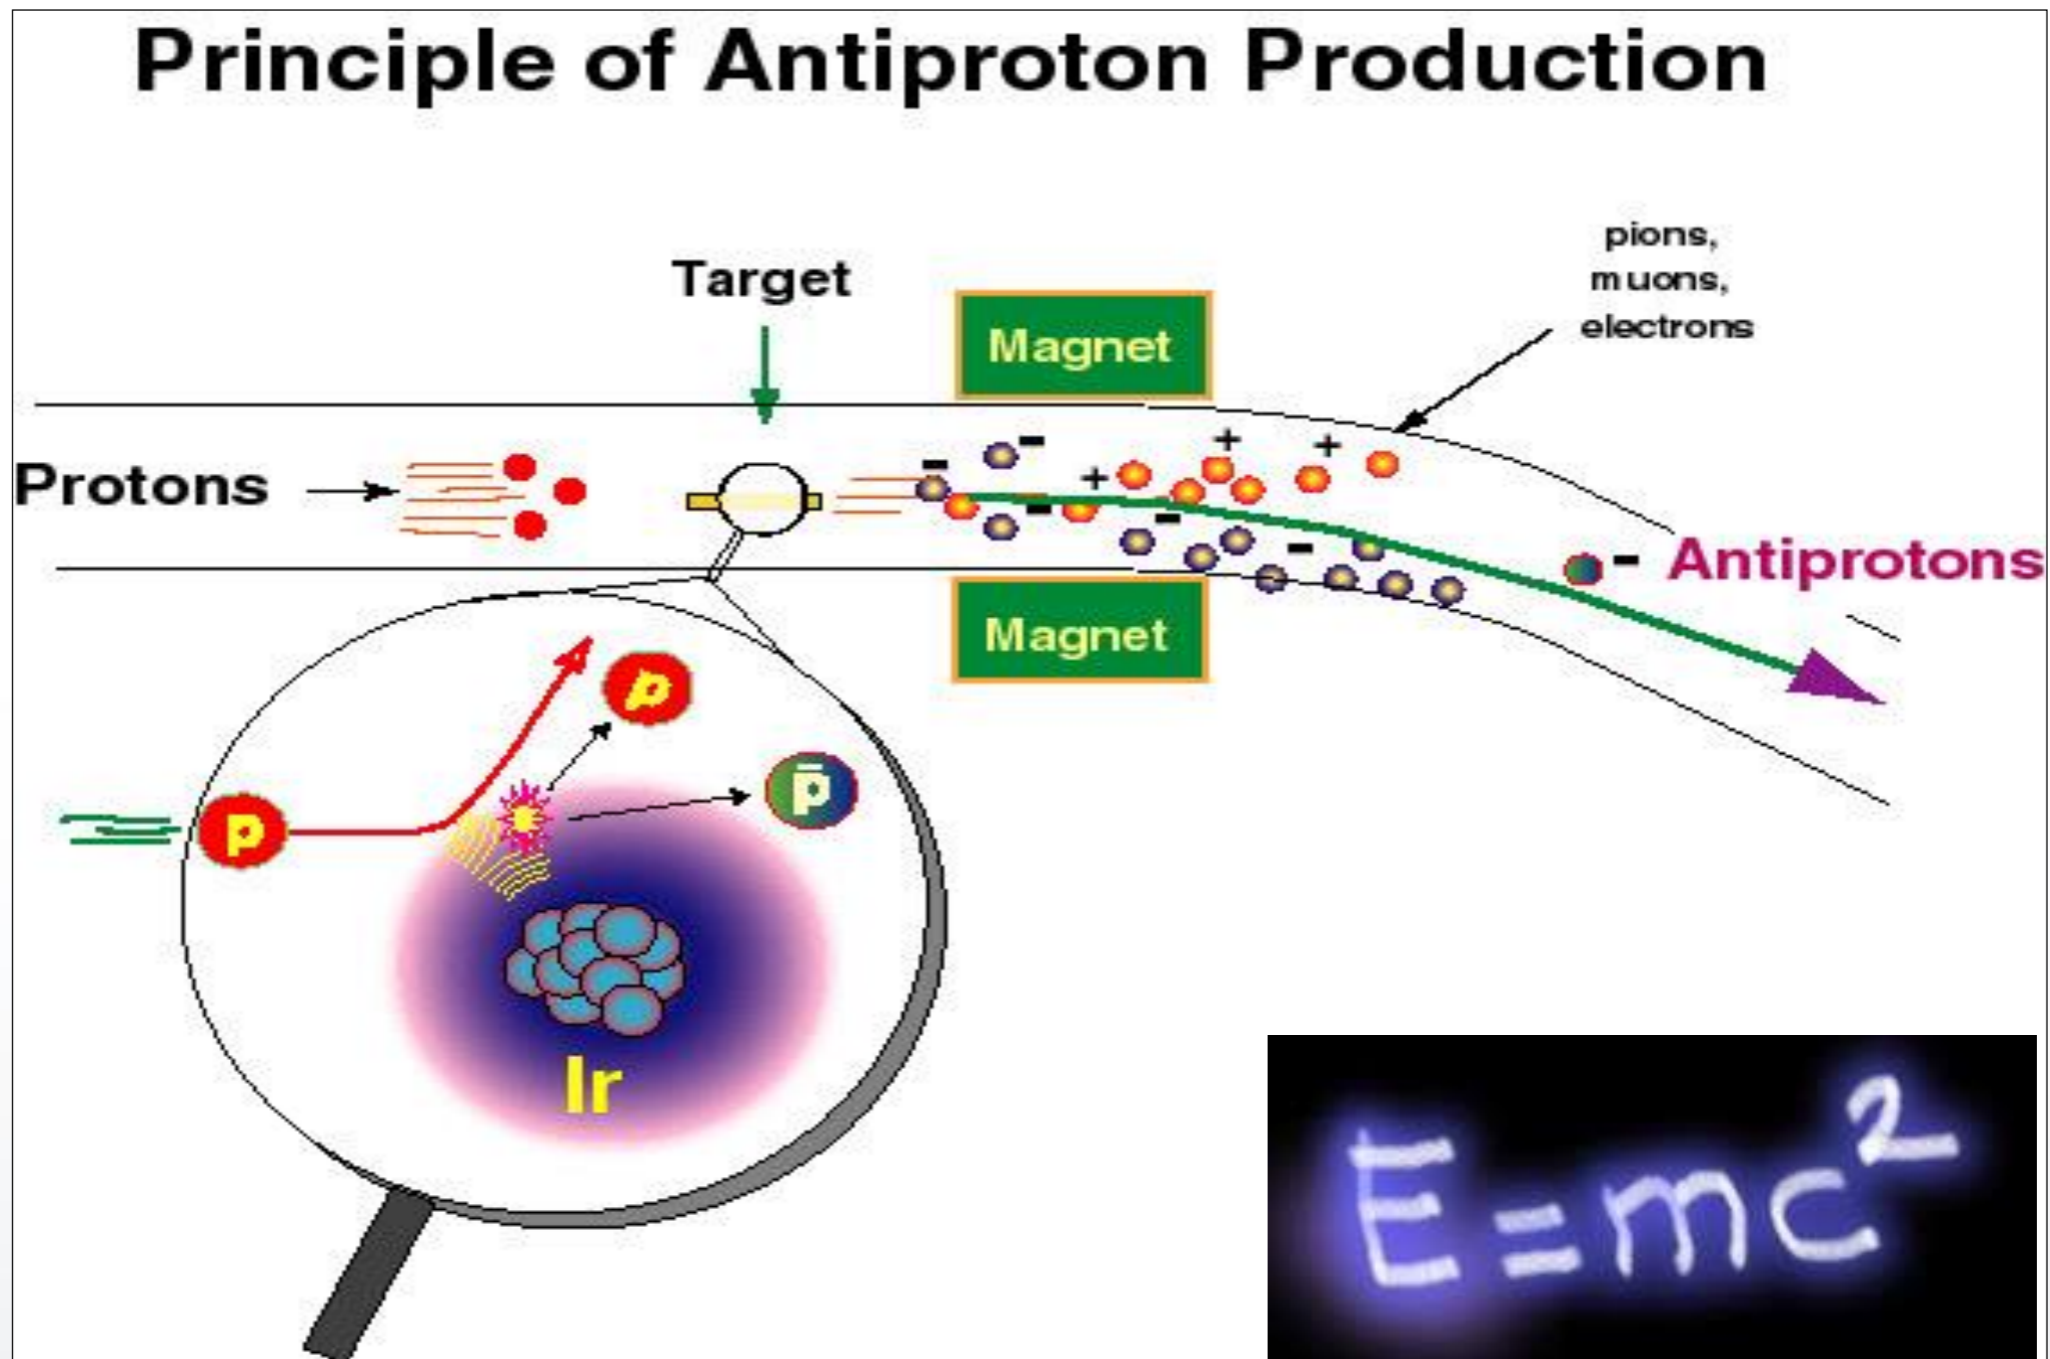 Principle of Antiproton Production
pions,
muons,
electrons
Target
Magnet
- - + + +
Protons
- - -
- Antiprotons
Magnet
p
p̄
p
Ir
E=mc²